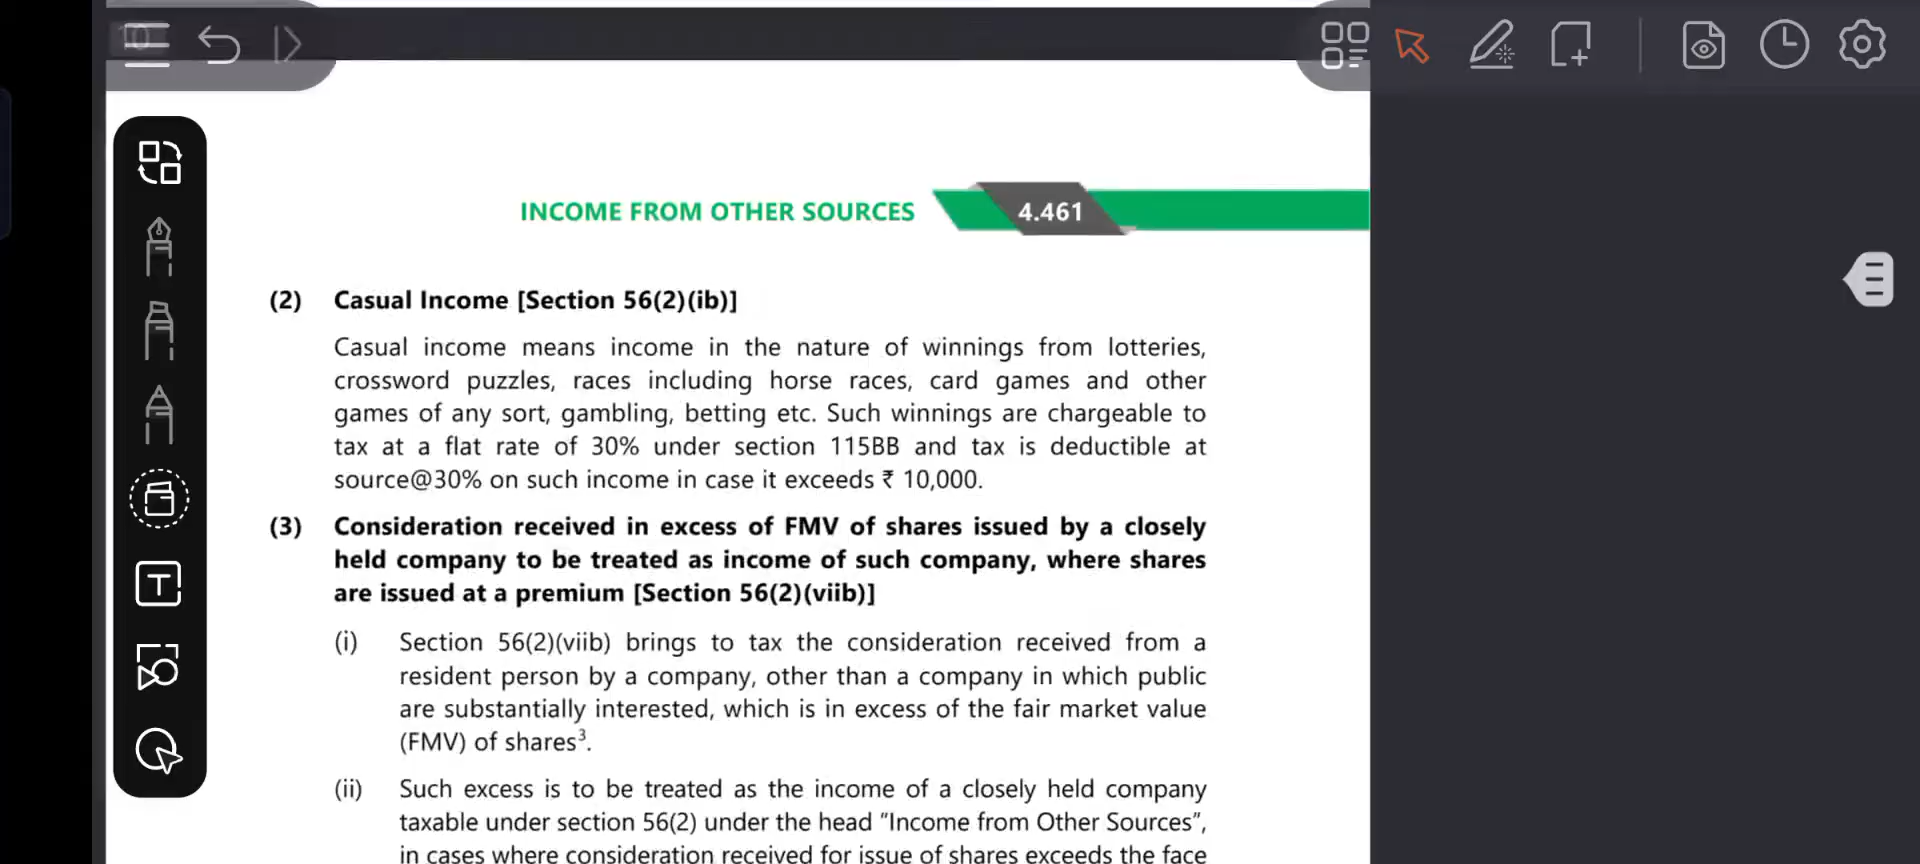 INCOME FROM OTHER SOURCES 4.461
(2) Casual Income [Section 56(2)(ib)]
Casual income means income in the nature of winnings from lotteries,
crossword puzzles, races including horse races, card games and other
games of any sort, gambling, betting etc. Such winnings are chargeable to
tax at a flat rate of 30% under section 115BB and tax is deductible at
source@30% on such income in case it exceeds ₹ 10,000.
(3) Consideration received in excess of FMV of shares issued by a closely
held company to be treated as income of such company, where shares
are issued at a premium [Section 56(2)(viib)]
(i) Section 56(2)(viib) brings to tax the consideration received from a
resident person by a company, other than a company in which public
are substantially interested, which is in excess of the fair market value
(FMV) of shares³.
(ii) Such excess is to be treated as the income of a closely held company
taxable under section 56(2) under the head “Income from Other Sources”,
in cases where consideration received for issue of shares exceeds the face